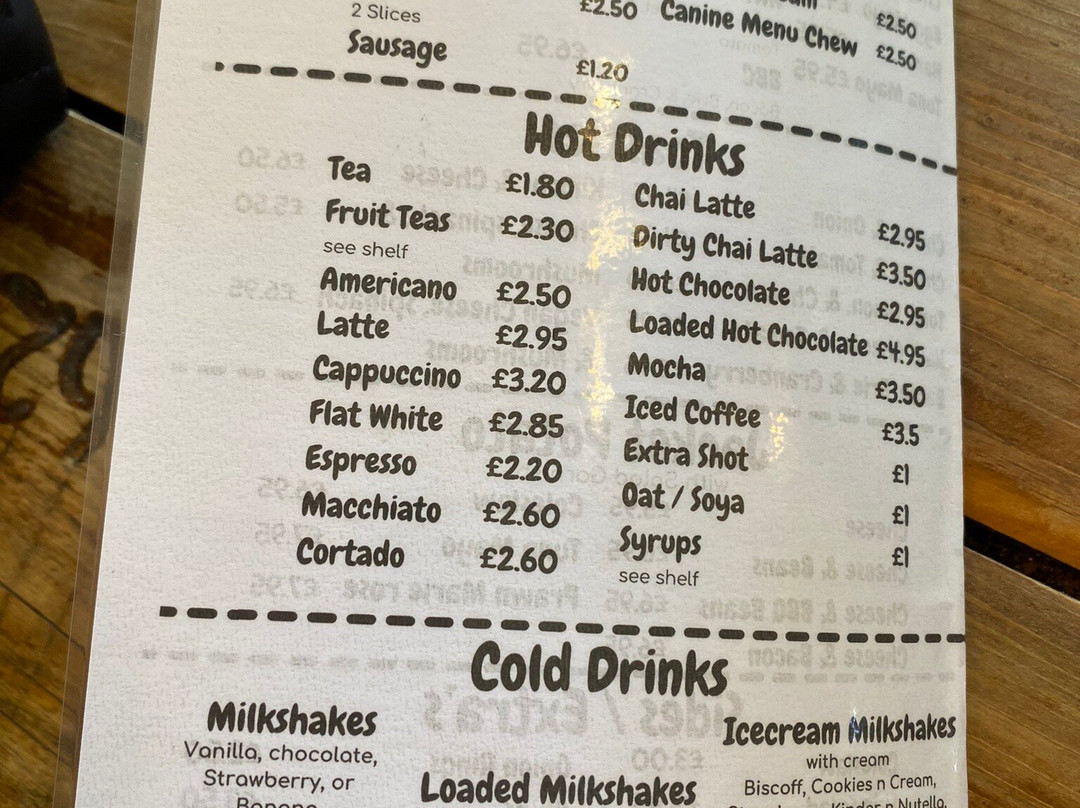 2 Slices
£2.50
Sausage
£1.20
£2.50
Canine Menu Chew £2.50
Hot Drinks
Tea £1.80
Fruit Teas £2.30
see shelf
Americano £2.50
Latte £2.95
Cappuccino £3.20
Flat White £2.85
Espresso £2.20
Macchiato £2.60
Cortado £2.60
Chai Latte £2.95
Dirty Chai Latte £3.50
Hot Chocolate £2.95
Loaded Hot Chocolate £4.95
Mocha £3.50
Iced Coffee £3.5
Extra Shot £1
Oat / Soya £1
Syrups £1
see shelf
Cold Drinks
Milkshakes
Vanilla, chocolate,
Strawberry, or
Banana
Loaded Milkshakes
Icecream Milkshakes
with cream
Biscoff, Cookies n Cream,
Kinder n Nutella,